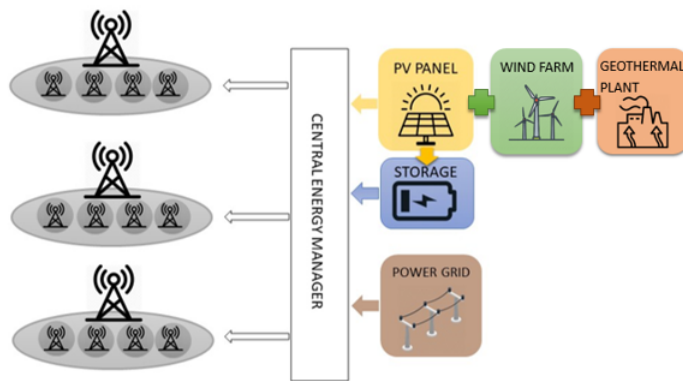 CENTRAL ENERGY MANAGER
PV PANEL
WIND FARM
GEOTHERMAL
PLANT
STORAGE
POWER GRID